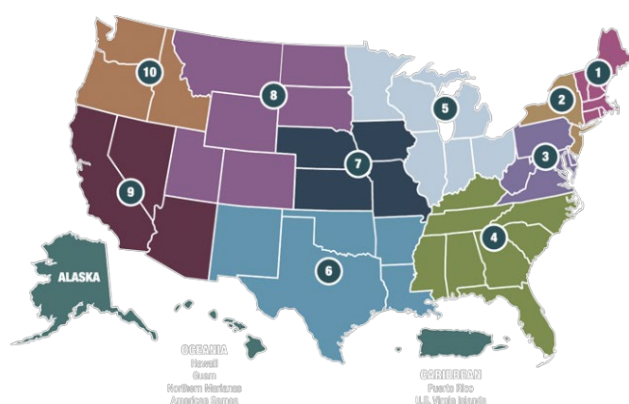 1
10
2
8
5
3
7
9
4
ALASKA
6
OCEANIA
Hawaii
Guam
Northern Marianas
American Samoa
CARIBBEAN
Puerto Rico
U.S. Virgin Islands